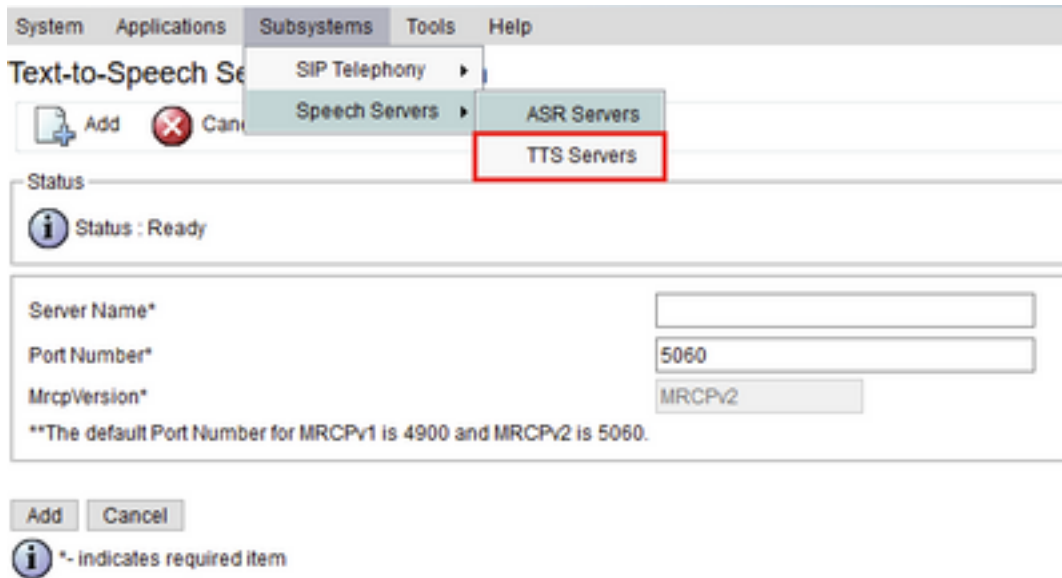 System Applications Subsystems Tools Help
Text-to-Speech Se
SIP Telephony
Speech Servers
ASR Servers
TTS Servers
Add Canc
Status
Status : Ready
Server Name*
Port Number* 5060
MrcpVersion* MRCPv2
**The default Port Number for MRCPv1 is 4900 and MRCPv2 is 5060.
Add Cancel
*- indicates required item